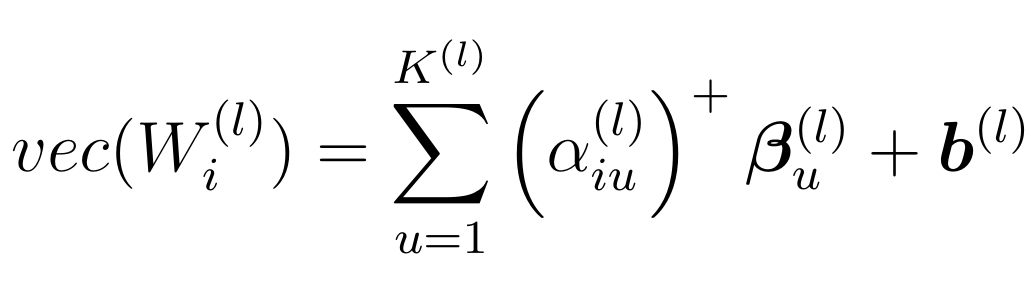 $vec(W_i^{(l)}) = \sum_{u=1}^{K^{(l)}} \left( \alpha_{iu}^{(l)} \right)^+ \boldsymbol{\beta}_u^{(l)} + \boldsymbol{b}^{(l)}$